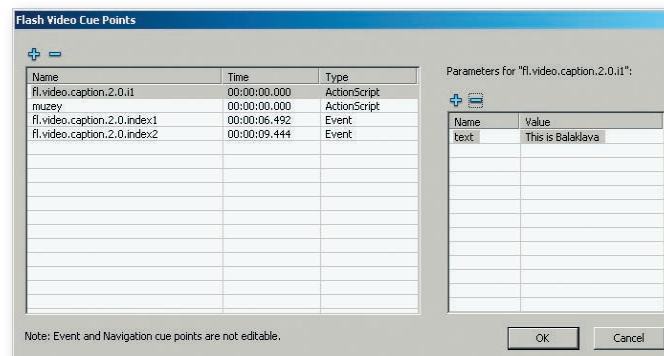 Flash Video Cue Points
Name Time Type
fl.video.caption.2.0.i1 00:00:00.000 ActionScript
muzey 00:00:00.000 ActionScript
fl.video.caption.2.0.index1 00:00:06.492 Event
fl.video.caption.2.0.index2 00:00:09.444 Event
Parameters for "fl.video.caption.2.0.i1":
Name Value
text This is Balaklava
Note: Event and Navigation cue points are not editable.
OK Cancel